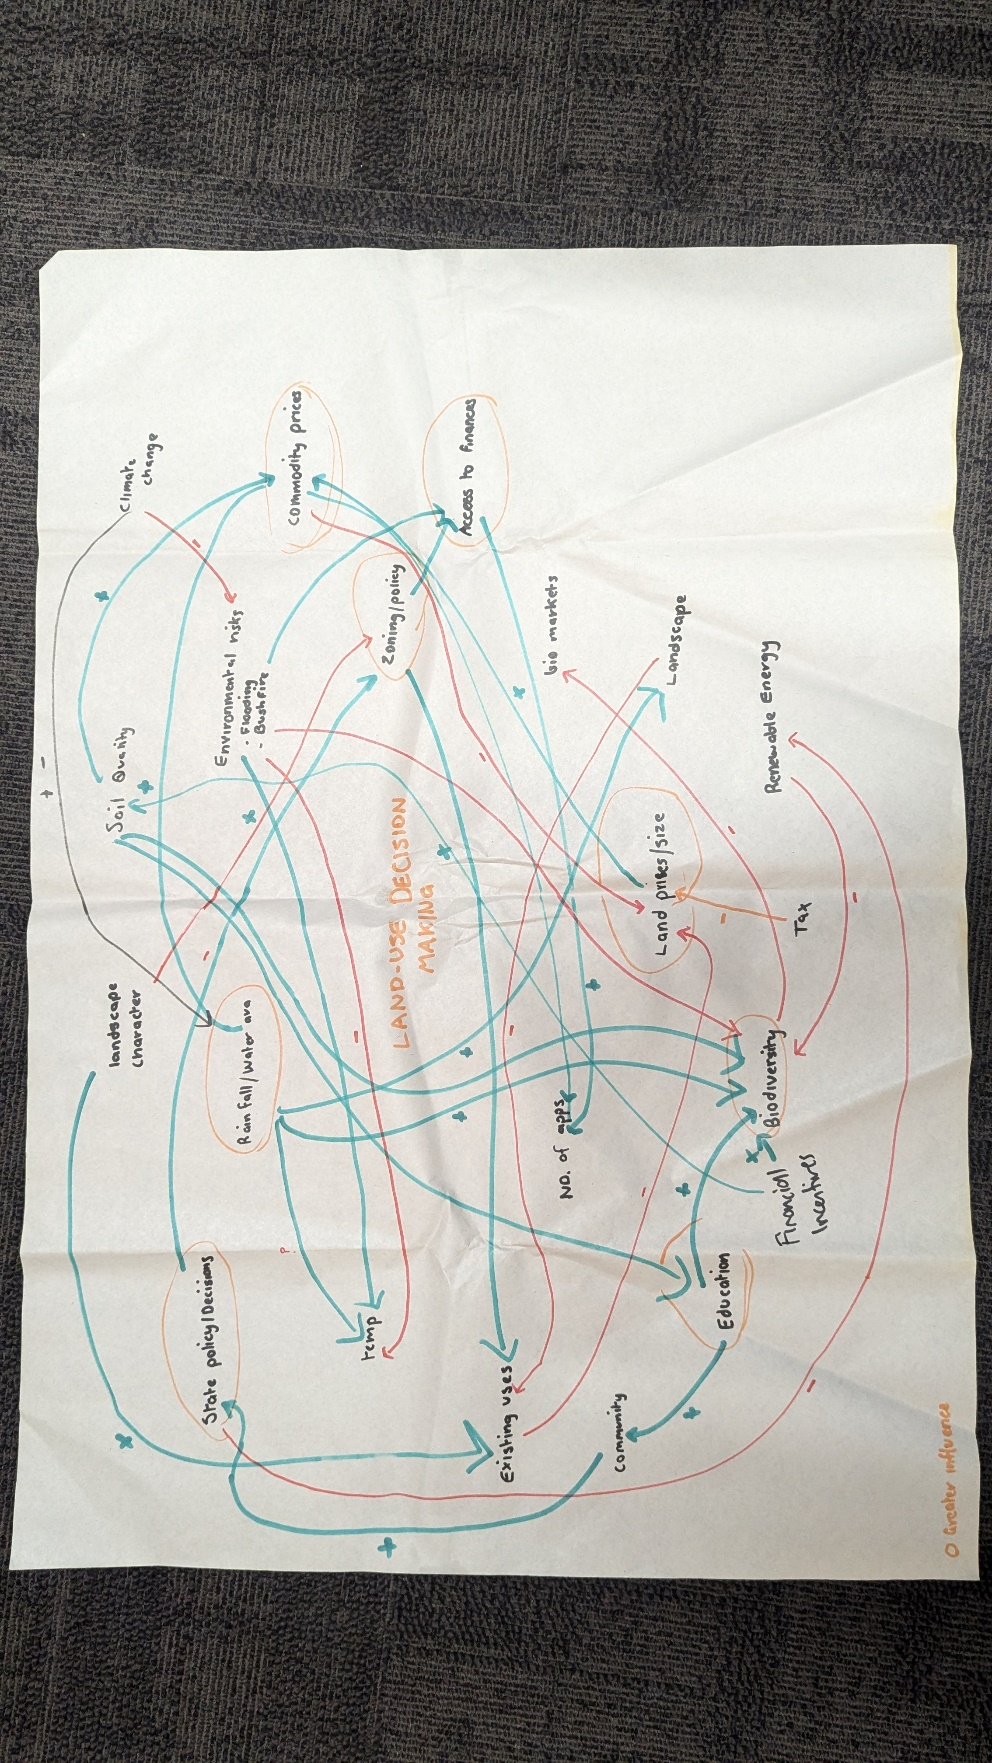 landscape
character
Soil Quality
Climate
change
+
-
+
+
+
-
State policy/Decisions
Rainfall/Water ava
-
Environmental risks
- Flooding
- Bushfire
+
Commodity prices
P.
temp
-
LAND-USE DECISION
MAKING
Zoning/policy
+
+
+
+
-
Access to finances
Existing uses
-
+
No. of apps
bio markets
+
Community
-
Land prices/size
Landscape
+
+
Education
-
-
+
Biodiversity
Financial
Incentives
Tax
Renewable Energy
-
-
O Greater influence